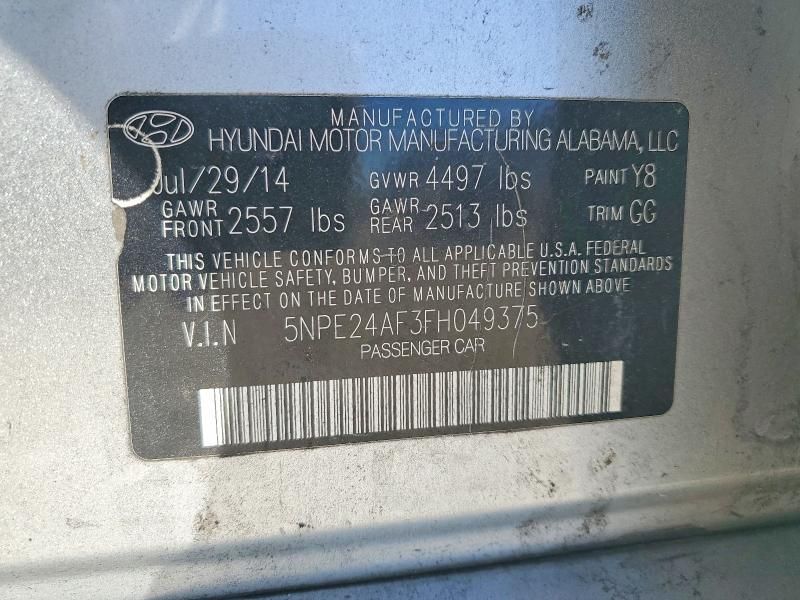 MANUFACTURED BY
HYUNDAI MOTOR MANUFACTURING ALABAMA, LLC
Jul/29/14 GVWR 4497 lbs PAINT Y8
GAWR FRONT 2557 lbs GAWR REAR 2513 lbs TRIM GG
THIS VEHICLE CONFORMS TO ALL APPLICABLE U.S.A. FEDERAL
MOTOR VEHICLE SAFETY, BUMPER, AND THEFT PREVENTION STANDARDS
IN EFFECT ON THE DATE OF MANUFACTURE SHOWN ABOVE
V.I.N 5NPE24AF3FH049375
PASSENGER CAR